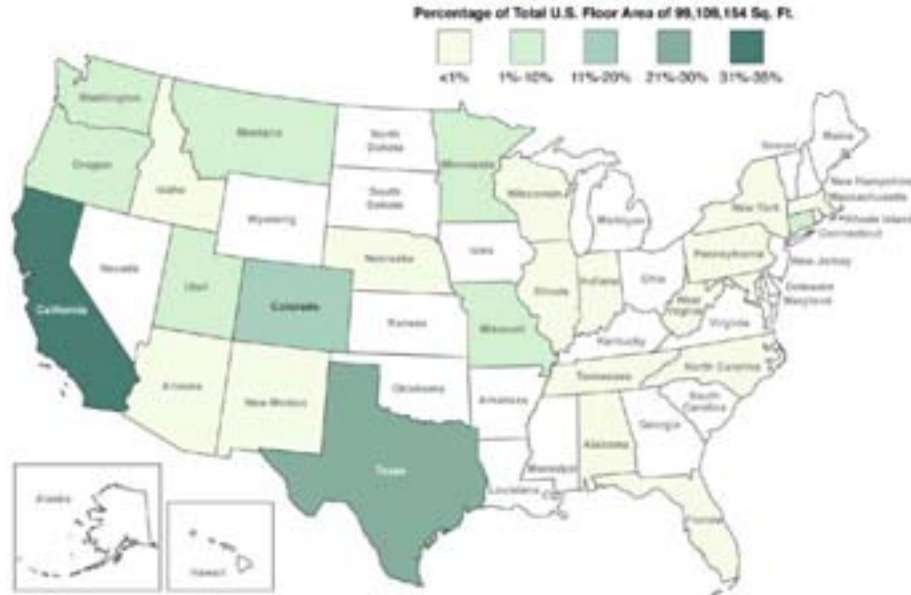 Percentage of Total U.S. Floor Area of 99,109,154 Sq. Ft.
<1% 1%-10% 11%-20% 21%-30% 31%-35%
Washington
Montana
North Dakota
Minnesota
Maine
Oregon
Idaho
Wisconsin
South Dakota
Michigan
New York
New Hampshire
Massachusetts
Rhode Island
Connecticut
Wyoming
Iowa
Nebraska
Pennsylvania
New Jersey
Nevada
Utah
Colorado
Illinois
Indiana
Ohio
Delaware
Maryland
California
Kansas
Missouri
West Virginia
Virginia
Kentucky
Arizona
New Mexico
Oklahoma
Arkansas
Tennessee
North Carolina
South Carolina
Texas
Alabama
Georgia
Louisiana
Florida
Alaska
Hawaii